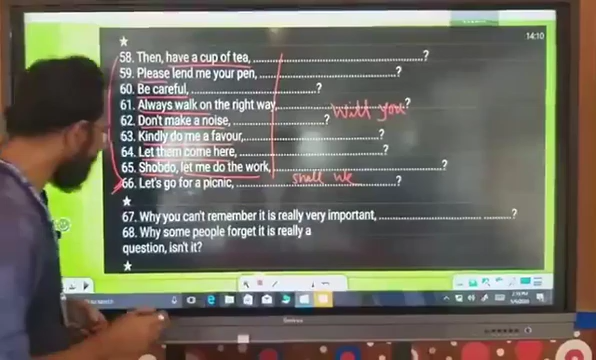 ★ 14:10
58. Then, have a cup of tea, ..............................?
59. Please lend me your pen, ..............................?
60. Be careful, ..............................?
61. Always walk on the right way, .............................. will you?
62. Don't make a noise, ..............................?
63. Kindly do me a favour, ..............................?
64. Let them come here, ..............................?
65. Shobdo, let me do the work, ..............................?
66. Let's go for a picnic, .............. shall we ..............?
★
67. Why you can't remember it is really very important, .............................. ?
68. Why some people forget it is really a
question, isn't it?
★